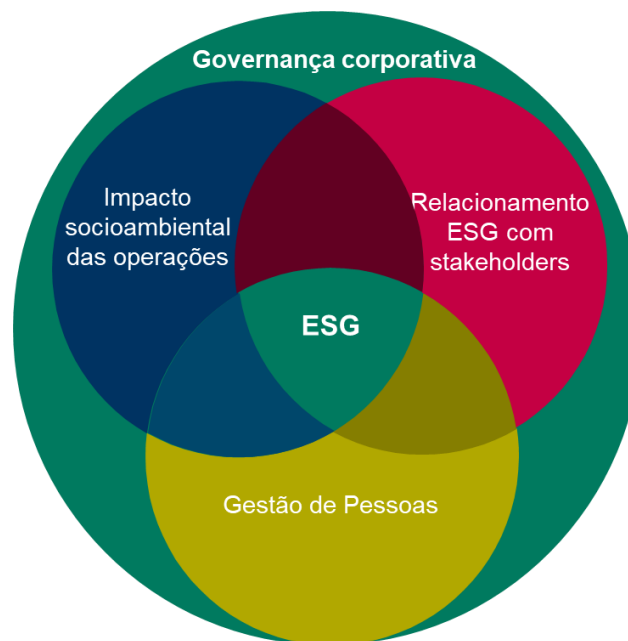 Governança corporativa
Impacto
socioambiental
das operações
Relacionamento
ESG com
stakeholders
ESG
Gestão de Pessoas